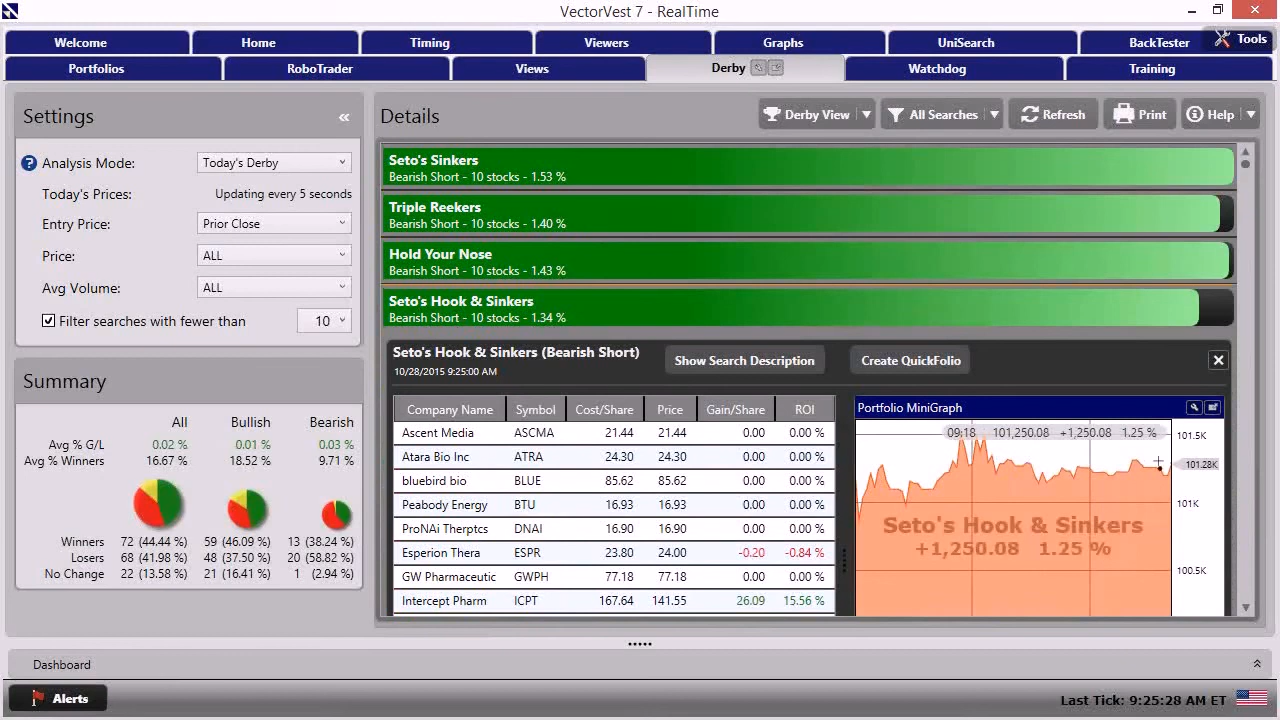 VectorVest 7 - RealTime
Welcome Home Timing Viewers Graphs UniSearch BackTester Tools
Portfolios RoboTrader Views Derby Watchdog Training
Settings «
Analysis Mode: Today's Derby
Today's Prices: Updating every 5 seconds
Entry Price: Prior Close
Price: ALL
Avg Volume: ALL
Filter searches with fewer than 10
Summary
All Bullish Bearish
Avg % G/L 0.02 % 0.01 % 0.03 %
Avg % Winners 16.67 % 18.52 % 9.71 %
Winners 72 (44.44 %) 59 (46.09 %) 13 (38.24 %)
Losers 68 (41.98 %) 48 (37.50 %) 20 (58.82 %)
No Change 22 (13.58 %) 21 (16.41 %) 1 (2.94 %)
Details Derby View All Searches Refresh Print Help
Seto's Sinkers
Bearish Short - 10 stocks - 1.53 %
Triple Reekers
Bearish Short - 10 stocks - 1.40 %
Hold Your Nose
Bearish Short - 10 stocks - 1.43 %
Seto's Hook & Sinkers
Bearish Short - 10 stocks - 1.34 %
Seto's Hook & Sinkers (Bearish Short)
10/28/2015 9:25:00 AM
Show Search Description Create QuickFolio
Company Name Symbol Cost/Share Price Gain/Share ROI
Ascent Media ASCMA 21.44 21.44 0.00 0.00 %
Atara Bio Inc ATRA 24.30 24.30 0.00 0.00 %
bluebird bio BLUE 85.62 85.62 0.00 0.00 %
Peabody Energy BTU 16.93 16.93 0.00 0.00 %
ProNAi Therptcs DNAI 16.90 16.90 0.00 0.00 %
Esperion Thera ESPR 23.80 24.00 -0.20 -0.84 %
GW Pharmaceutic GWPH 77.18 77.18 0.00 0.00 %
Intercept Pharm ICPT 167.64 141.55 26.09 15.56 %
Portfolio MiniGraph
09:18 101,250.08 +1,250.08 1.25 %
101.5K
101.28K
101K
100.5K
Seto's Hook & Sinkers
+1,250.08 1.25 %
Dashboard
Alerts
Last Tick: 9:25:28 AM ET